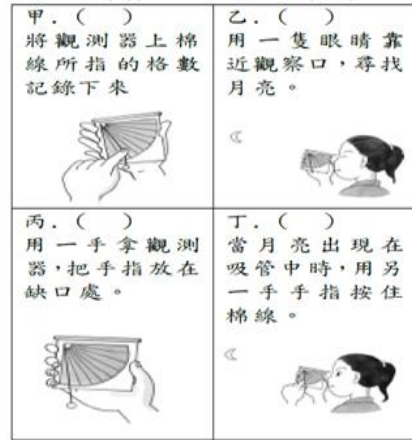 甲.(    )
將觀測器上棉
線所指的格數
記錄下來
乙.(    )
用一隻眼睛靠
近觀察口,尋找
月亮。
丙.(    )
用一手拿觀測
器,把手指放在
缺口處。
丁.(    )
當月亮出現在
吸管中時,用另
一手手指按住
棉線。